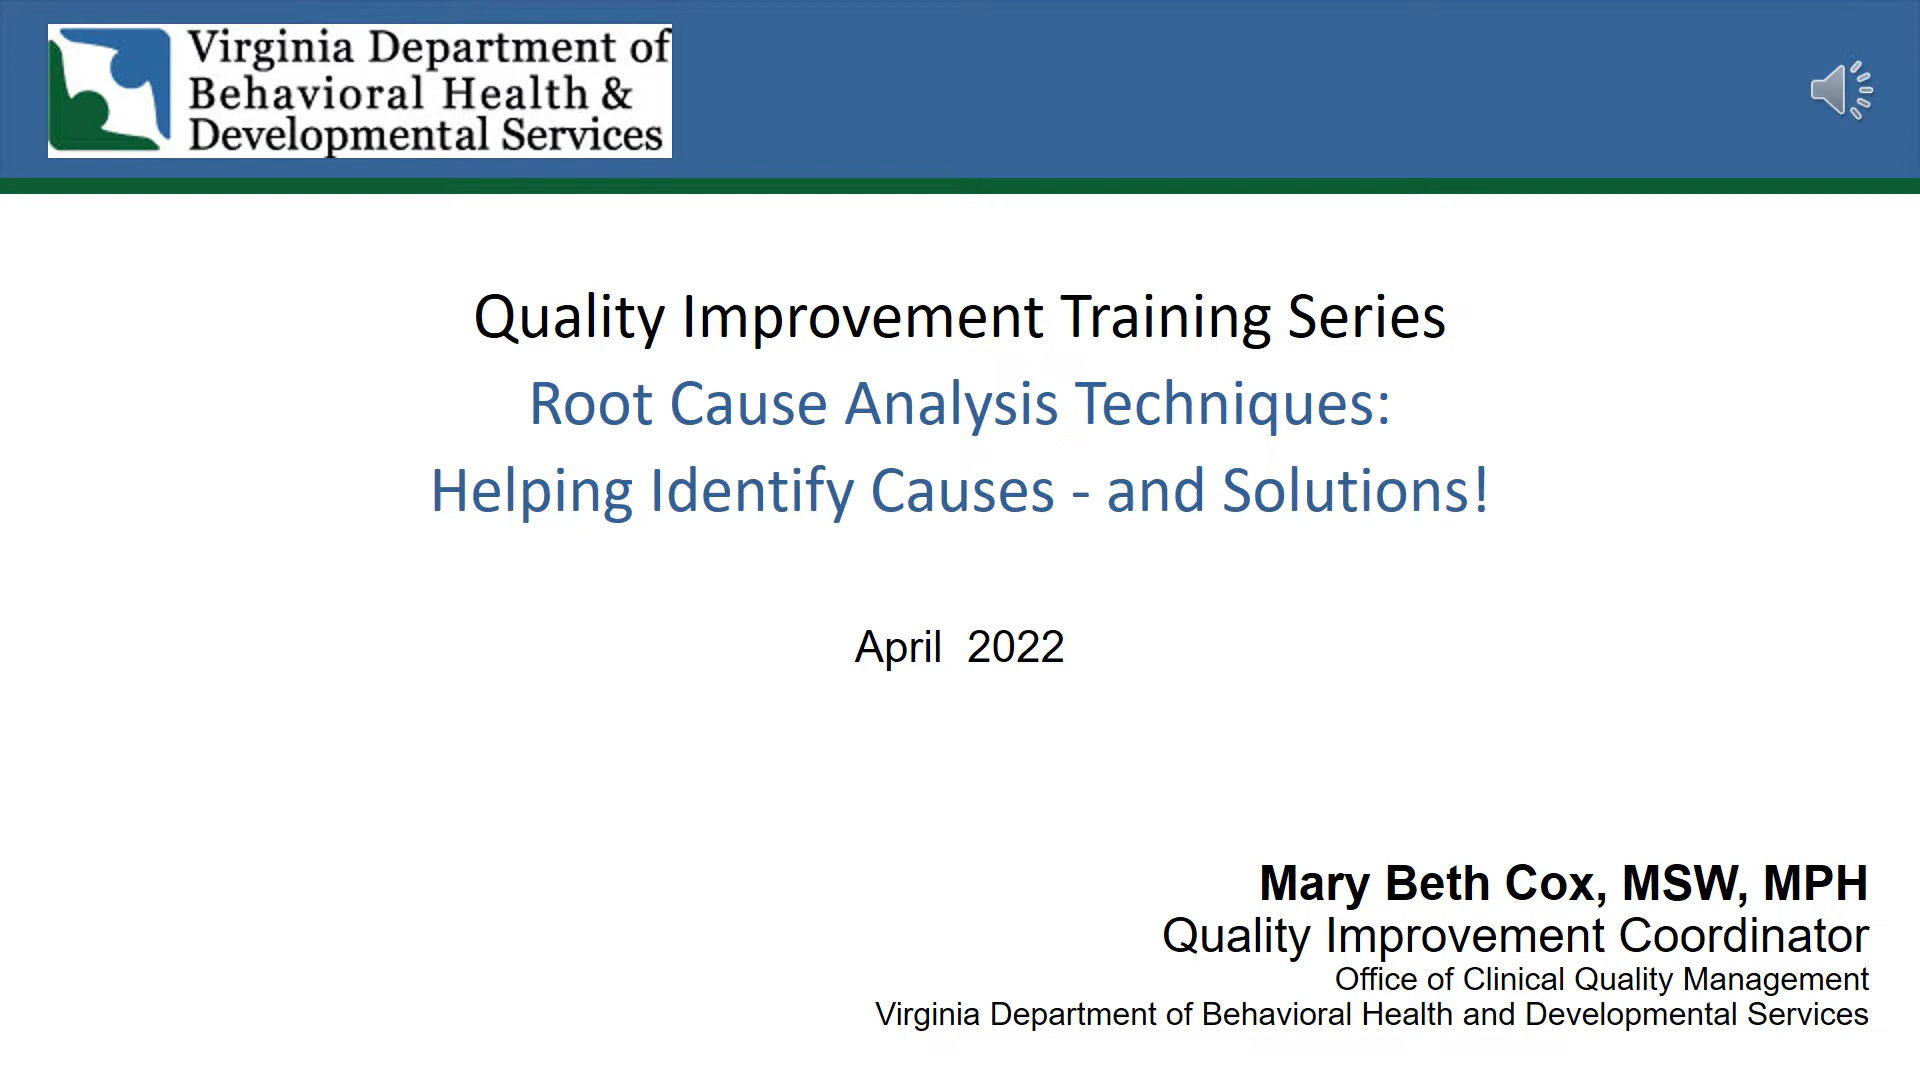 Virginia Department of
Behavioral Health &
Developmental Services
Quality Improvement Training Series
Root Cause Analysis Techniques:
Helping Identify Causes - and Solutions!
April  2022
Mary Beth Cox, MSW, MPH
Quality Improvement Coordinator
Office of Clinical Quality Management
Virginia Department of Behavioral Health and Developmental Services